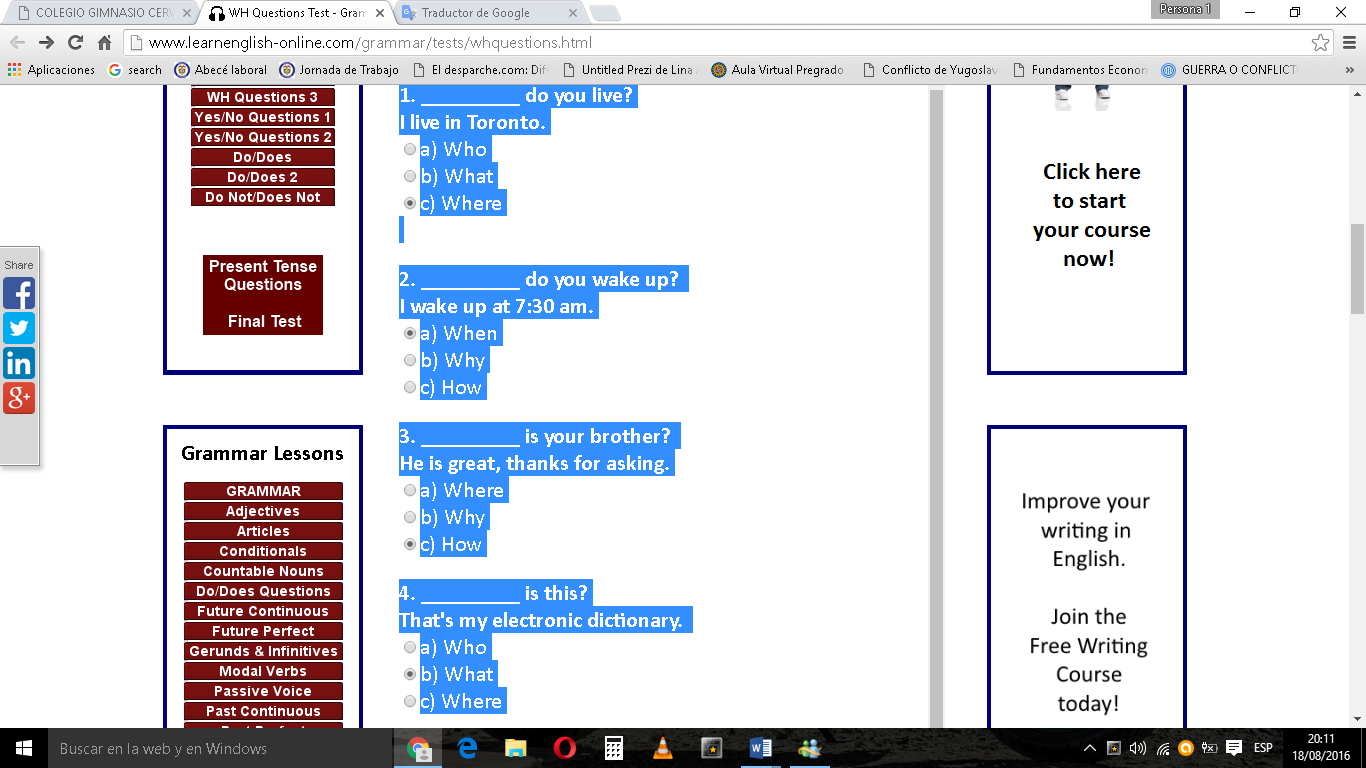 COLEGIO GIMNASIO CER
WH Questions Test - Gran
Traductor de Google
Persona 1
www.learnenglish-online.com/grammar/tests/whquestions.html
Aplicaciones
search
Abecé laboral
Jornada de Trabajo
El desparche.com: Dif
Untitled Prezi de Lina
Aula Virtual Pregrado
Conflicto de Yugoslav
Fundamentos Econon
GUERRA O CONFLICT
»
WH Questions 3
Yes/No Questions 1
Yes/No Questions 2
Do/Does
Do/Does 2
Do Not/Does Not
Present Tense
Questions
Final Test
Share
Grammar Lessons
GRAMMAR
Adjectives
Articles
Conditionals
Countable Nouns
Do/Does Questions
Future Continuous
Future Perfect
Gerunds & Infinitives
Modal Verbs
Passive Voice
Past Continuous
1. _________ do you live?
I live in Toronto.
a) Who
b) What
c) Where
2. _________ do you wake up?
I wake up at 7:30 am.
a) When
b) Why
c) How
3. _________ is your brother?
He is great, thanks for asking.
a) Where
b) Why
c) How
4. _________ is this?
That's my electronic dictionary.
a) Who
b) What
c) Where
Click here
to start
your course
now!
Improve your
writing in
English.
Join the
Free Writing
Course
today!
Buscar en la web y en Windows
ESP
20:11
18/08/2016